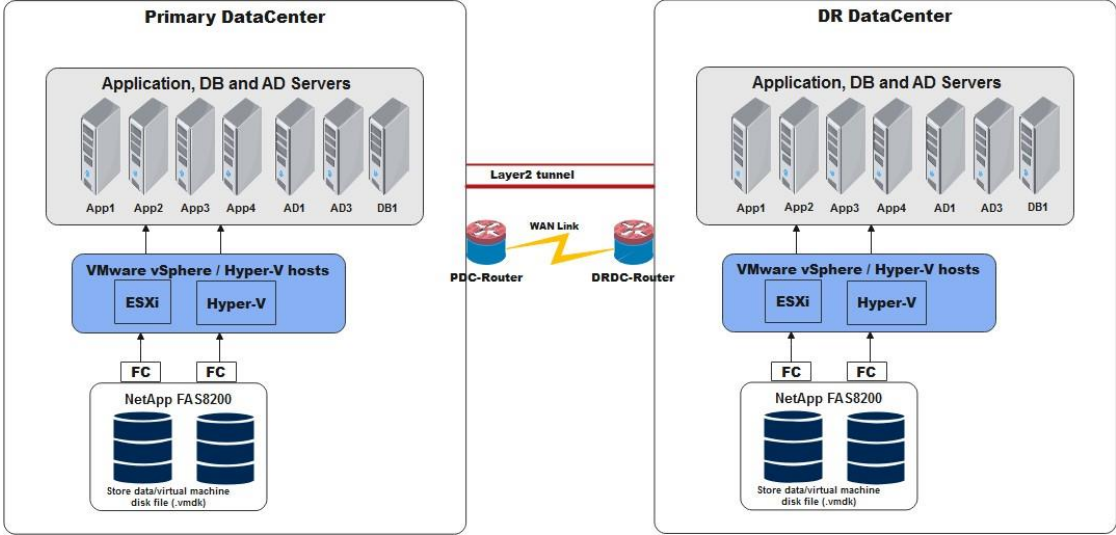 Primary DataCenter
Application, DB and AD Servers
App1 App2 App3 App4 AD1 AD3 DB1
VMware vSphere / Hyper-V hosts
ESXi Hyper-V
FC FC
NetApp FAS8200
Store data/virtual machine
disk file (.vmdk)
Layer2 tunnel
WAN Link
PDC-Router DRDC-Router
DR DataCenter
Application, DB and AD Servers
App1 App2 App3 App4 AD1 AD3 DB1
VMware vSphere / Hyper-V hosts
ESXi Hyper-V
FC FC
NetApp FAS8200
Store data/virtual machine
disk file (.vmdk)